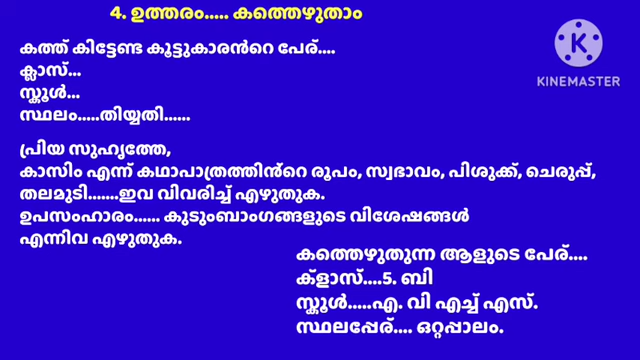 4. ഉത്തരം..... കത്തെഴുതാം
കത്ത് കിട്ടേണ്ട കൂട്ടുകാരൻറെ പേര്....
ക്ലാസ്...
സ്കൂൾ...
സ്ഥലം.....തിയ്യതി......
പ്രിയ സുഹൃത്തേ,
കാസിം എന്ന് കഥാപാത്രത്തിൻറെ രൂപം, സ്വഭാവം, പിശുക്ക്, ചെരുപ്പ്,
തലമുടി.......ഇവ വിവരിച്ച് എഴുതുക.
ഉപസംഹാരം...... കുടുംബാംഗങ്ങളുടെ വിശേഷങ്ങൾ
എന്നിവ എഴുതുക.
കത്തെഴുതുന്ന ആളുടെ പേര്....
ക്ളാസ്....5. ബി
സ്കൂൾ.....എ. വി എച്ച് എസ്.
സ്ഥലപ്പേര്.... ഒറ്റപ്പാലം.
K
KINEMASTER